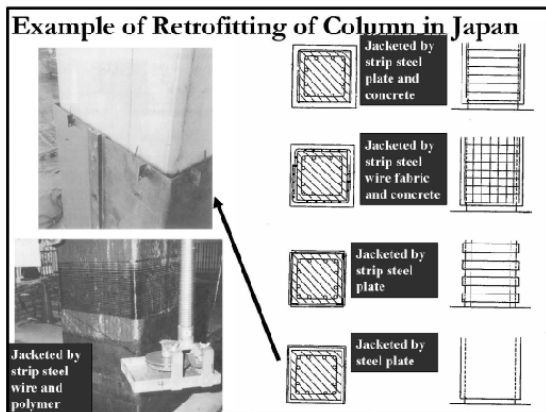 Example of Retrofitting of Column in Japan
Jacketed by
strip steel
plate and
concrete
Jacketed by
strip steel
wire fabric
and concrete
Jacketed by
strip steel
plate
Jacketed by
steel plate
Jacketed by
strip steel
wire and
polymer